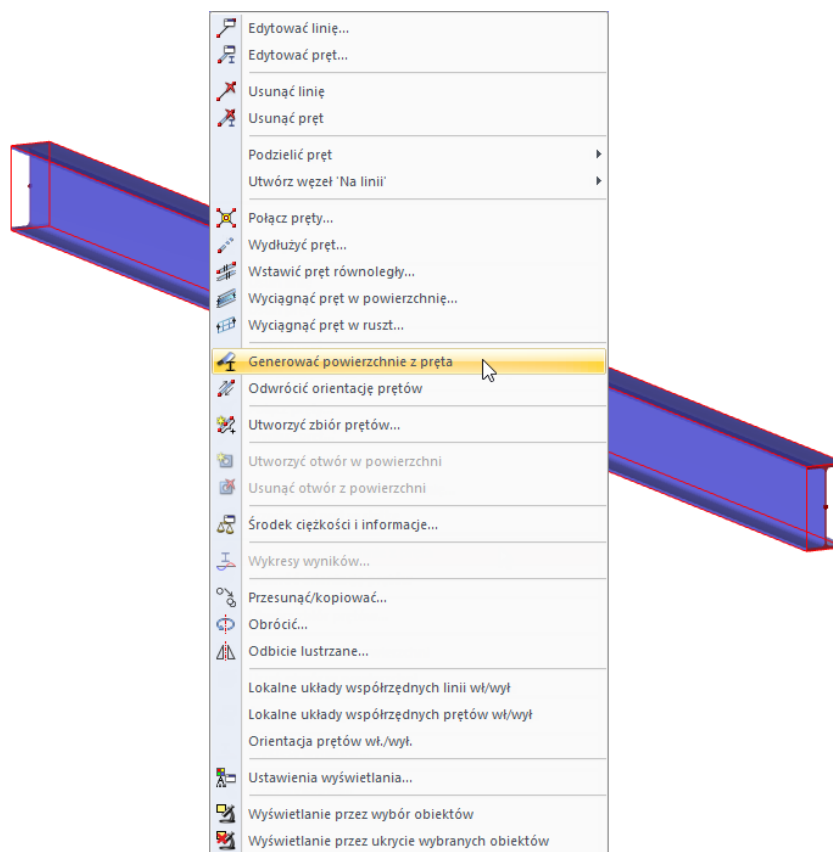 Edytować linię...
Edytować pręt...
Usunąć linię
Usunąć pręt
Podzielić pręt
Utwórz węzeł 'Na linii'
Połącz pręty...
Wydłużyć pręt...
Wstawić pręt równoległy...
Wyciągnąć pręt w powierzchnię...
Wyciągnąć pręt w ruszt...
Generować powierzchnie z pręta
Odwrócić orientację prętów
Utworzyć zbiór prętów...
Utworzyć otwór w powierzchni
Usunąć otwór z powierzchni
Środek ciężkości i informacje...
Wykresy wyników...
Przesunąć/kopiować...
Obrócić...
Odbicie lustrzane...
Lokalne układy współrzędnych linii wł/wył
Lokalne układy współrzędnych prętów wł/wył
Orientacja prętów wł./wył.
Ustawienia wyświetlania...
Wyświetlanie przez wybór obiektów
Wyświetlanie przez ukrycie wybranych obiektów